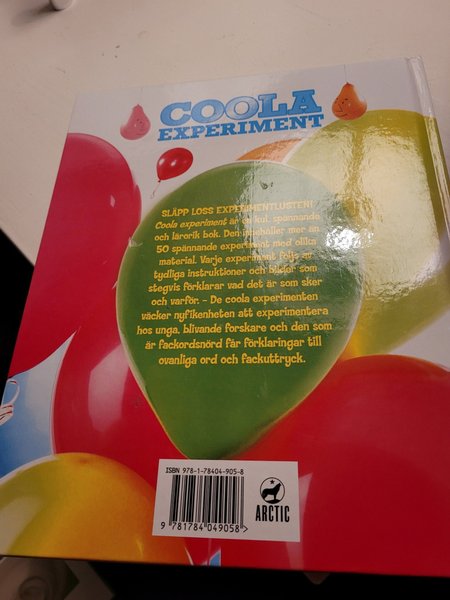 COOLA
EXPERIMENT
SLÄPP LOSS EXPERIMENTLUSTEN!
Coola experiment är en kul, spännande
och lärorik bok. Den innehåller mer än
50 spännande experiment med olika
material. Varje experiment följs av
tydliga instruktioner och bilder som
stegvis förklarar vad det är som sker
och varför. – De coola experimenten
väcker nyfikenheten att experimentera
hos unga, blivande forskare och den som
är fackordsnörd får förklaringar till
ovanliga ord och fackuttryck.
ISBN 978-1-78404-905-8
9 781784 049058>
ARCTIC